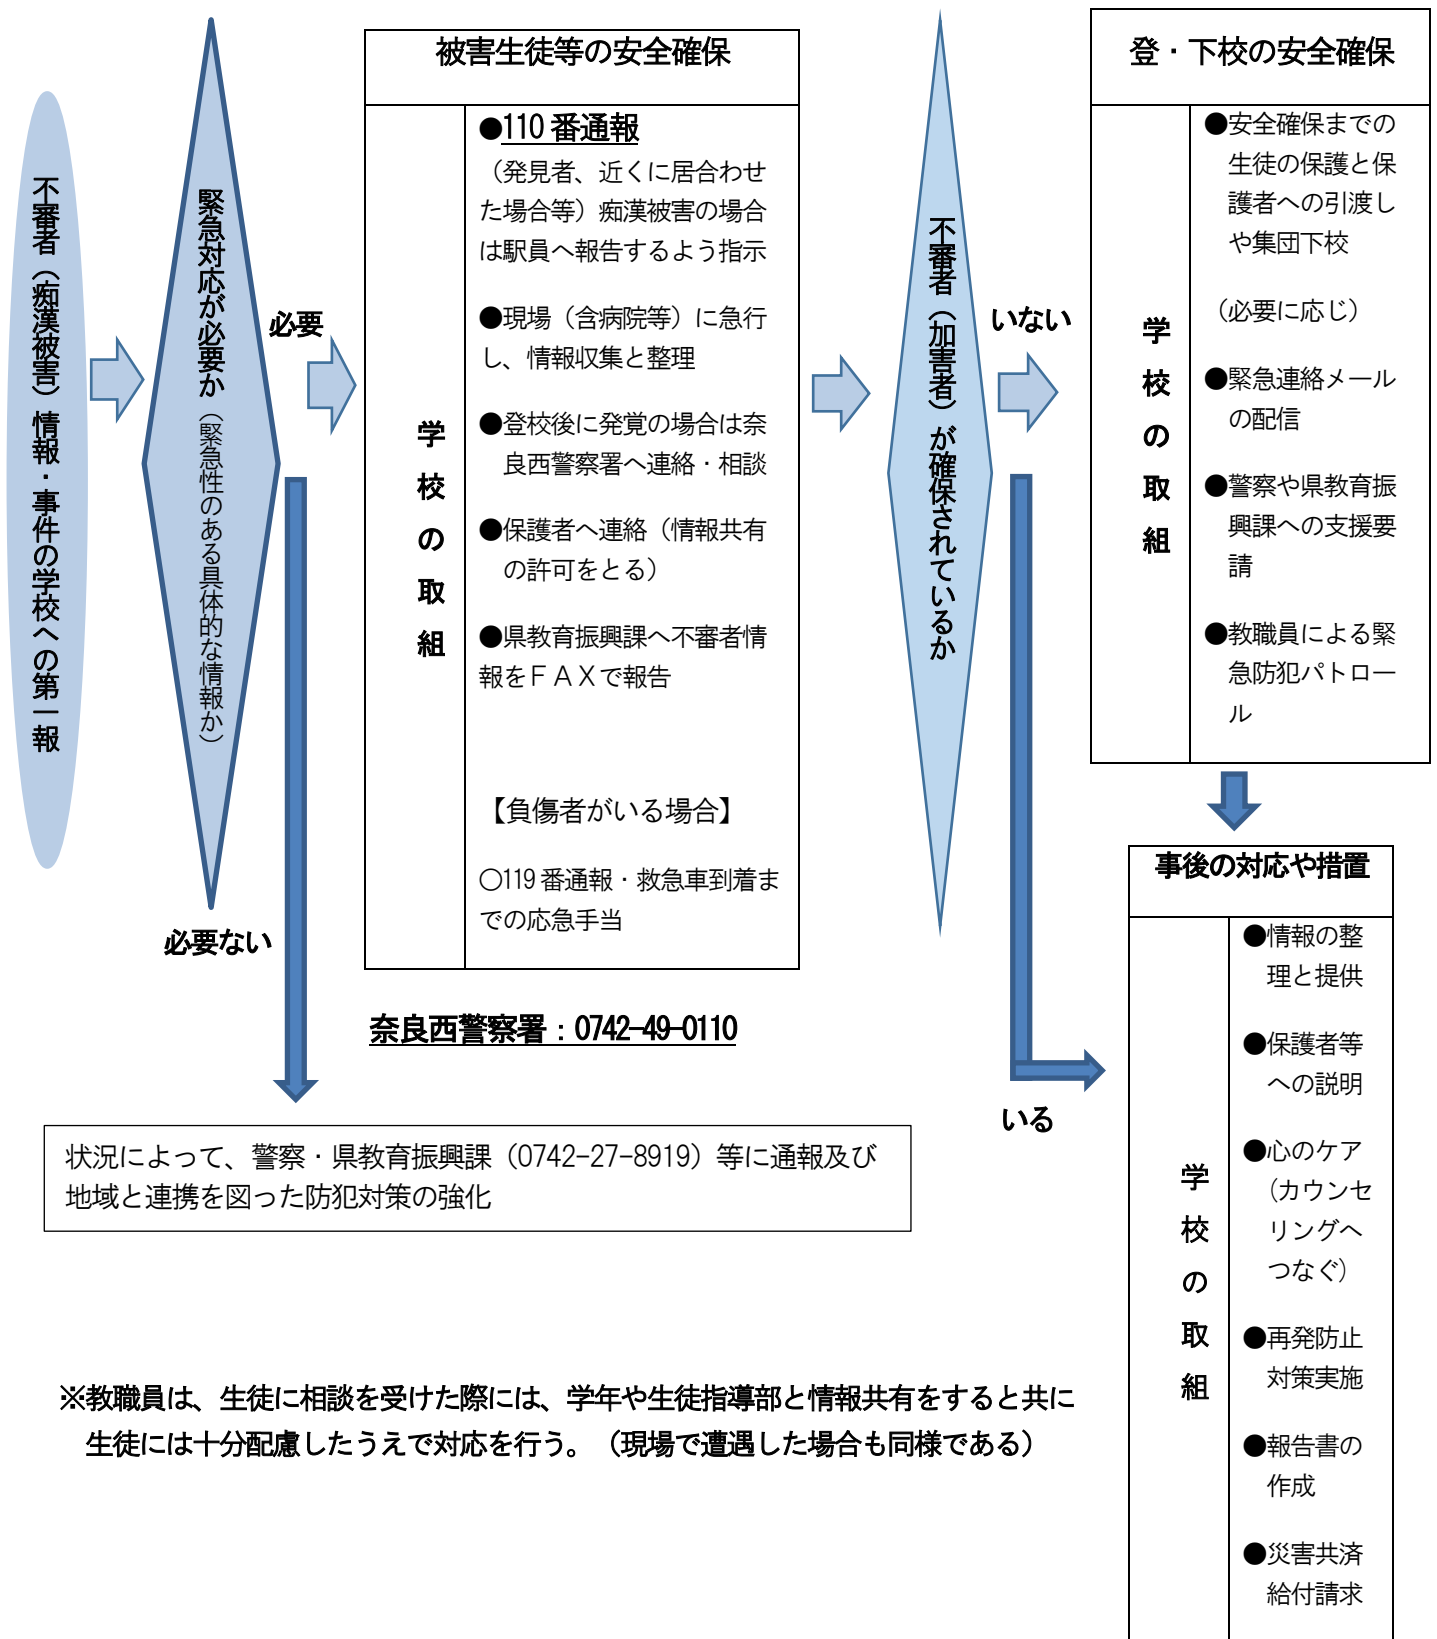 不審者（痴漢被害）情報・事件の学校への第一報
緊急対応が必要か（緊急性のある具体的な情報か）
必要
必要ない
被害生徒等の安全確保
学校の取組
●110番通報
（発見者、近くに居合わせ
た場合等）痴漢被害の場合
は駅員へ報告するよう指示
●現場（含病院等）に急行
し、情報収集と整理
●登校後に発覚の場合は奈
良西警察署へ連絡・相談
●保護者へ連絡（情報共有
の許可をとる）
●県教育振興課へ不審者情
報をＦＡＸで報告
【負傷者がいる場合】
○119番通報・救急車到着ま
での応急手当
奈良西警察署：0742-49-0110
状況によって、警察・県教育振興課（0742-27-8919）等に通報及び
地域と連携を図った防犯対策の強化
不審者（加害者）が確保されているか
いない
いる
登・下校の安全確保
学校の取組
●安全確保までの
生徒の保護と保
護者への引渡し
や集団下校
（必要に応じ）
●緊急連絡メール
の配信
●警察や県教育振
興課への支援要
請
●教職員による緊
急防犯パトロー
ル
事後の対応や措置
学校の取組
●情報の整
理と提供
●保護者等
への説明
●心のケア
（カウンセ
リングへ
つなぐ）
●再発防止
対策実施
●報告書の
作成
●災害共済
給付請求
※教職員は、生徒に相談を受けた際には、学年や生徒指導部と情報共有をすると共に
生徒には十分配慮したうえで対応を行う。（現場で遭遇した場合も同様である）